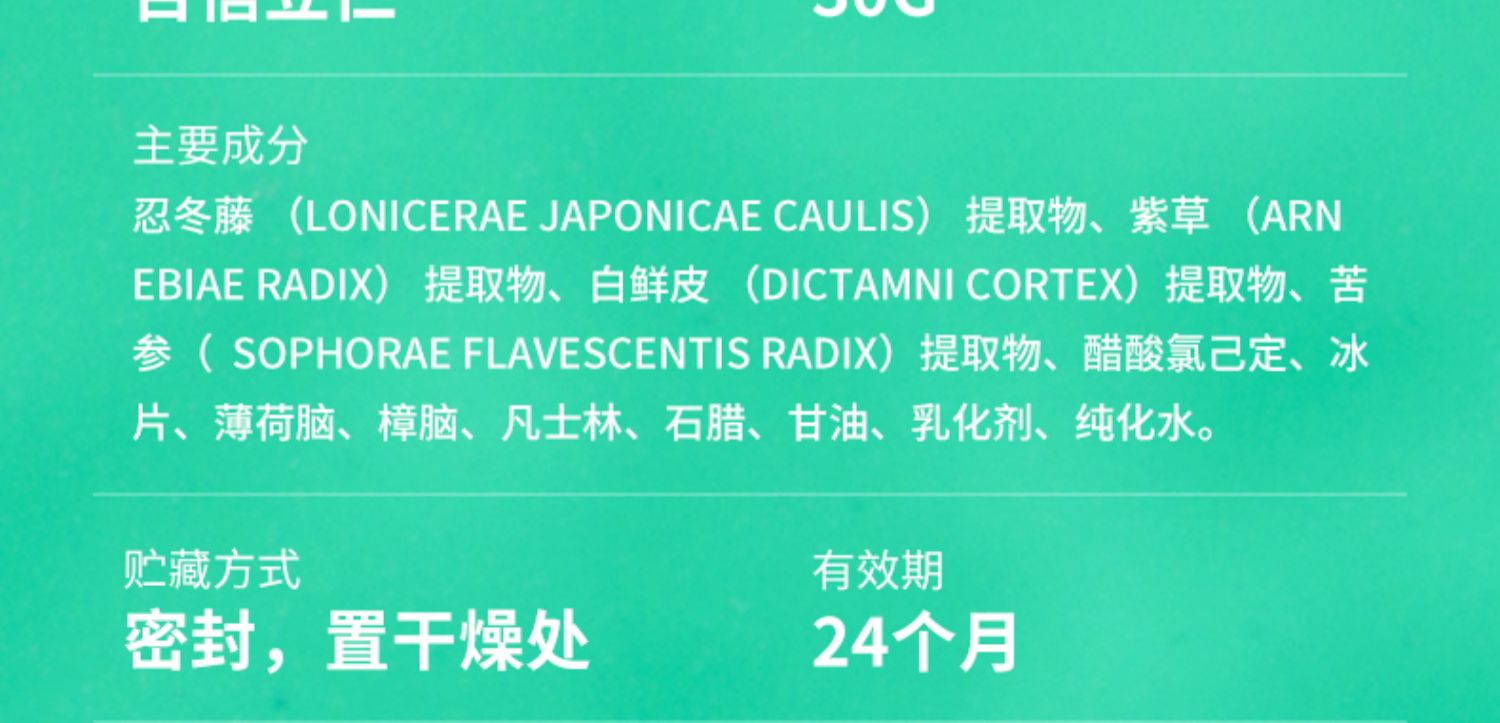 主要成分
忍冬藤 （LONICERAE JAPONICAE CAULIS） 提取物、紫草 （ARN
EBIAE RADIX） 提取物、白鲜皮 （DICTAMNI CORTEX）提取物、苦
参（ SOPHORAE FLAVESCENTIS RADIX）提取物、醋酸氯己定、冰
片、薄荷脑、樟脑、凡士林、石腊、甘油、乳化剂、纯化水。
贮藏方式
有效期
密封，置干燥处
24个月